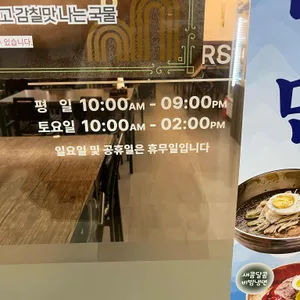 고 감칠맛 나는 국물
있습니다.
RS
평 일 10:00AM - 09:00PM
토요일 10:00AM - 02:00PM
일요일 및 공휴일은 휴무일입니다
새콤달콤
비빔냉면